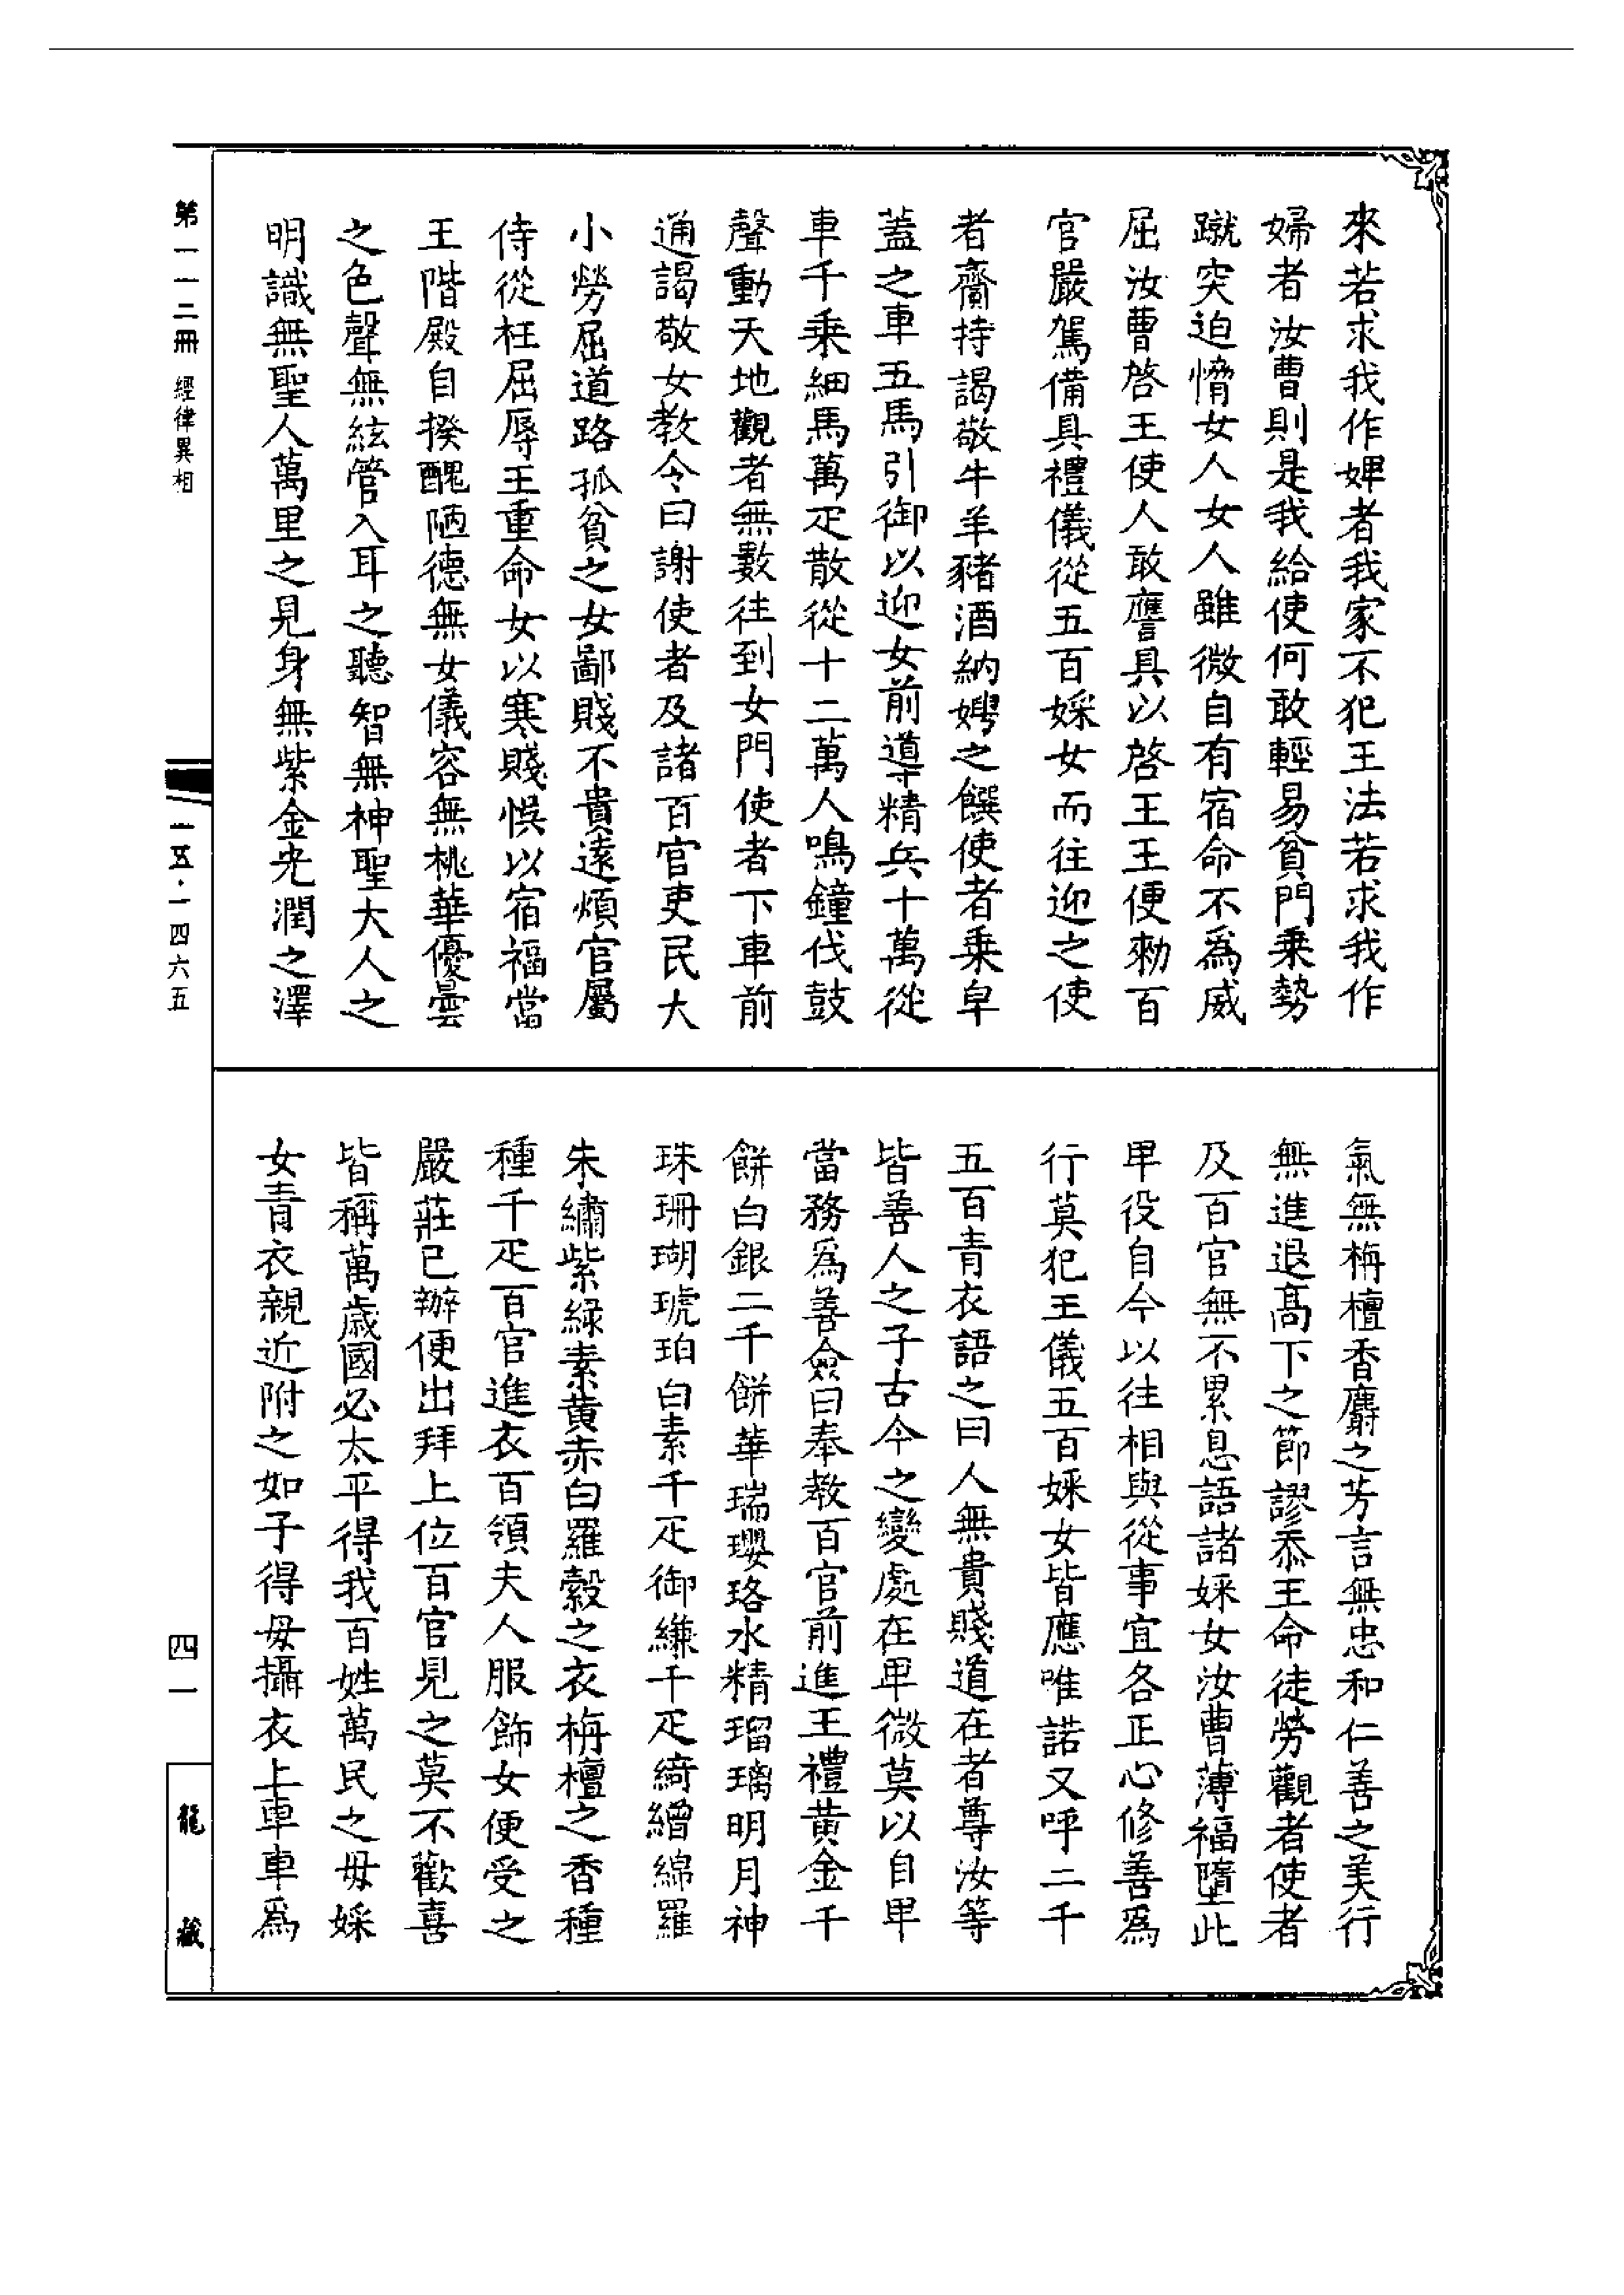 來若求我作婢者我家不犯王法若求我作
婦者汝曹則是我給使何敢輕易貧門乗勢
蹴突迫愶女人女人雖微自有宿命不爲威
屈汝曹啓王使人敢譍具以啓王王便勑百
官嚴駕備具禮儀從五百婇女而往迎之使
者齎持謁敬牛羊豬酒納娉之饌使者乗皁
蓋之車五馬引御以迎女前導精兵十萬從
車千乗細馬萬疋散從十二萬人鳴鐘伐鼓
聲動天地觀者無數往到女門使者下車前
通謁敬女教令曰謝使者及諸百官吏民大
小勞屈道路孤貧之女鄙賤不貴遠煩官屬
侍從枉屈辱王重命女以寒賤悞以宿福當
王階殿自揆醜陋德無女儀容無桃華優曇
之色聲無絃管入耳之聽智無神聖大人之
明識無聖人萬里之見身無紫金光潤之澤
氣無栴檀香麝之芳言無忠和仁善之美行
無進退髙下之節謬忝王命徒勞觀者使者
及百官無不累息語諸婇女汝曹薄福墮此
卑役自今以往相與從事宜各正心修善爲
行莫犯王儀五百婇女皆應唯諾又呼二千
五百青衣語之曰人無貴賤道在者尊汝等
皆善人之子古今之變處在卑微莫以自卑
當務爲善僉曰奉教百官前進王禮黄金千
餅白銀二千餅華瑞瓔珞水精瑠璃明月神
珠珊瑚琥珀白素千疋御縑千疋綺繒綿羅
朱繡紫綠素黄赤白羅縠之衣栴檀之香種
種千疋百官進衣百領夫人服飾女便受之
嚴莊已辦便出拜上位百官見之莫不歡喜
皆稱萬歲國必太平得我百姓萬民之母婇
女青衣親近附之如子得母攝衣上車車爲
第一一二冊 經律異相
一五·一四六五
四一
龍藏